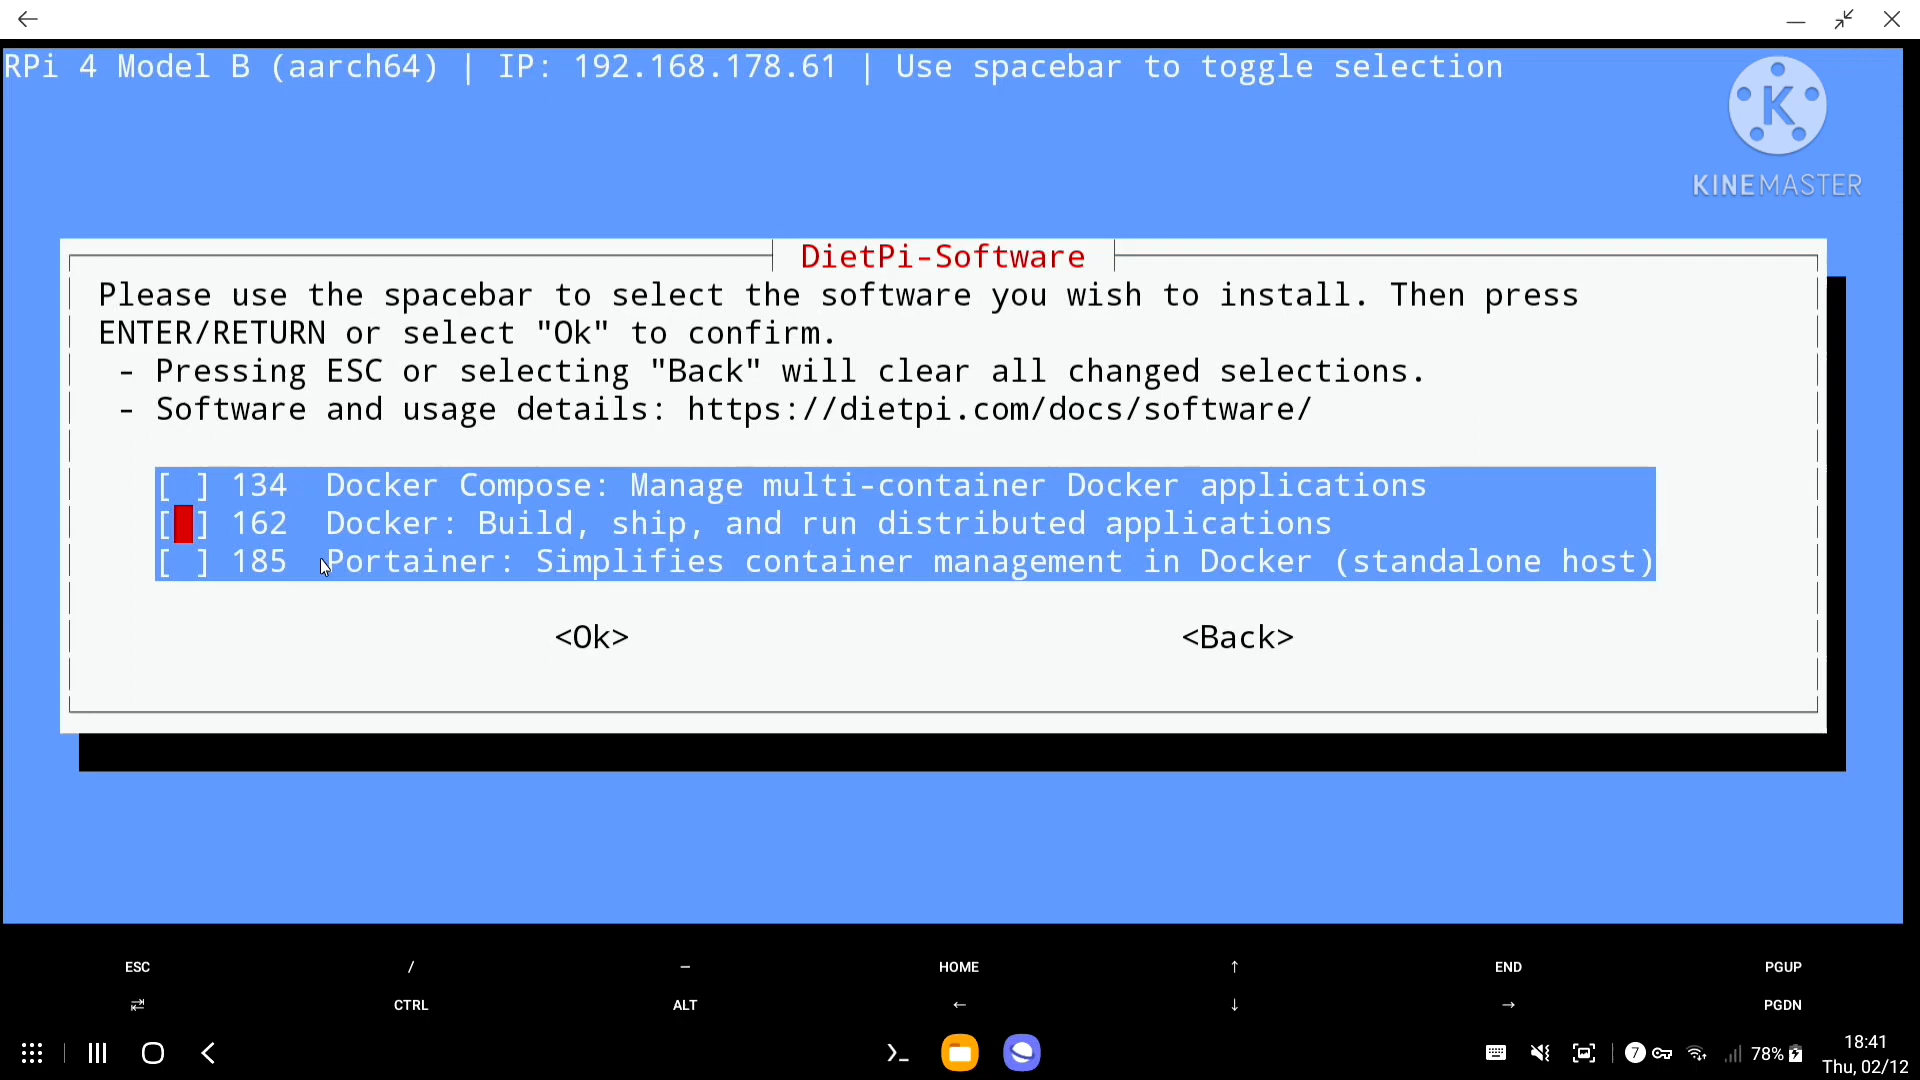 RPi 4 Model B (aarch64) | IP: 192.168.178.61 | Use spacebar to toggle selection
K
KINEMASTER
DietPi-Software
Please use the spacebar to select the software you wish to install. Then press
ENTER/RETURN or select "Ok" to confirm.
- Pressing ESC or selecting "Back" will clear all changed selections.
- Software and usage details: https://dietpi.com/docs/software/
[ ] 134 Docker Compose: Manage multi-container Docker applications
[ ] 162 Docker: Build, ship, and run distributed applications
[ ] 185 Portainer: Simplifies container management in Docker (standalone host)
<Ok> <Back>
ESC / – HOME ↑ END PGUP
⇄ CTRL ALT ← ↓ → PGDN
7 78% 18:41
Thu, 02/12